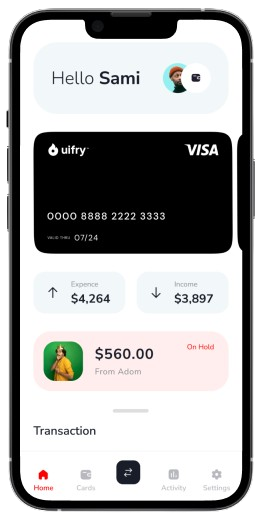 Hello Sami
uifry™
VISA
0000 8888 2222 3333
VALID THRU 07/24
Expence
$4,264
Income
$3,897
$560.00
On Hold
From Adom
Transaction
Home
Cards
Activity
Settings